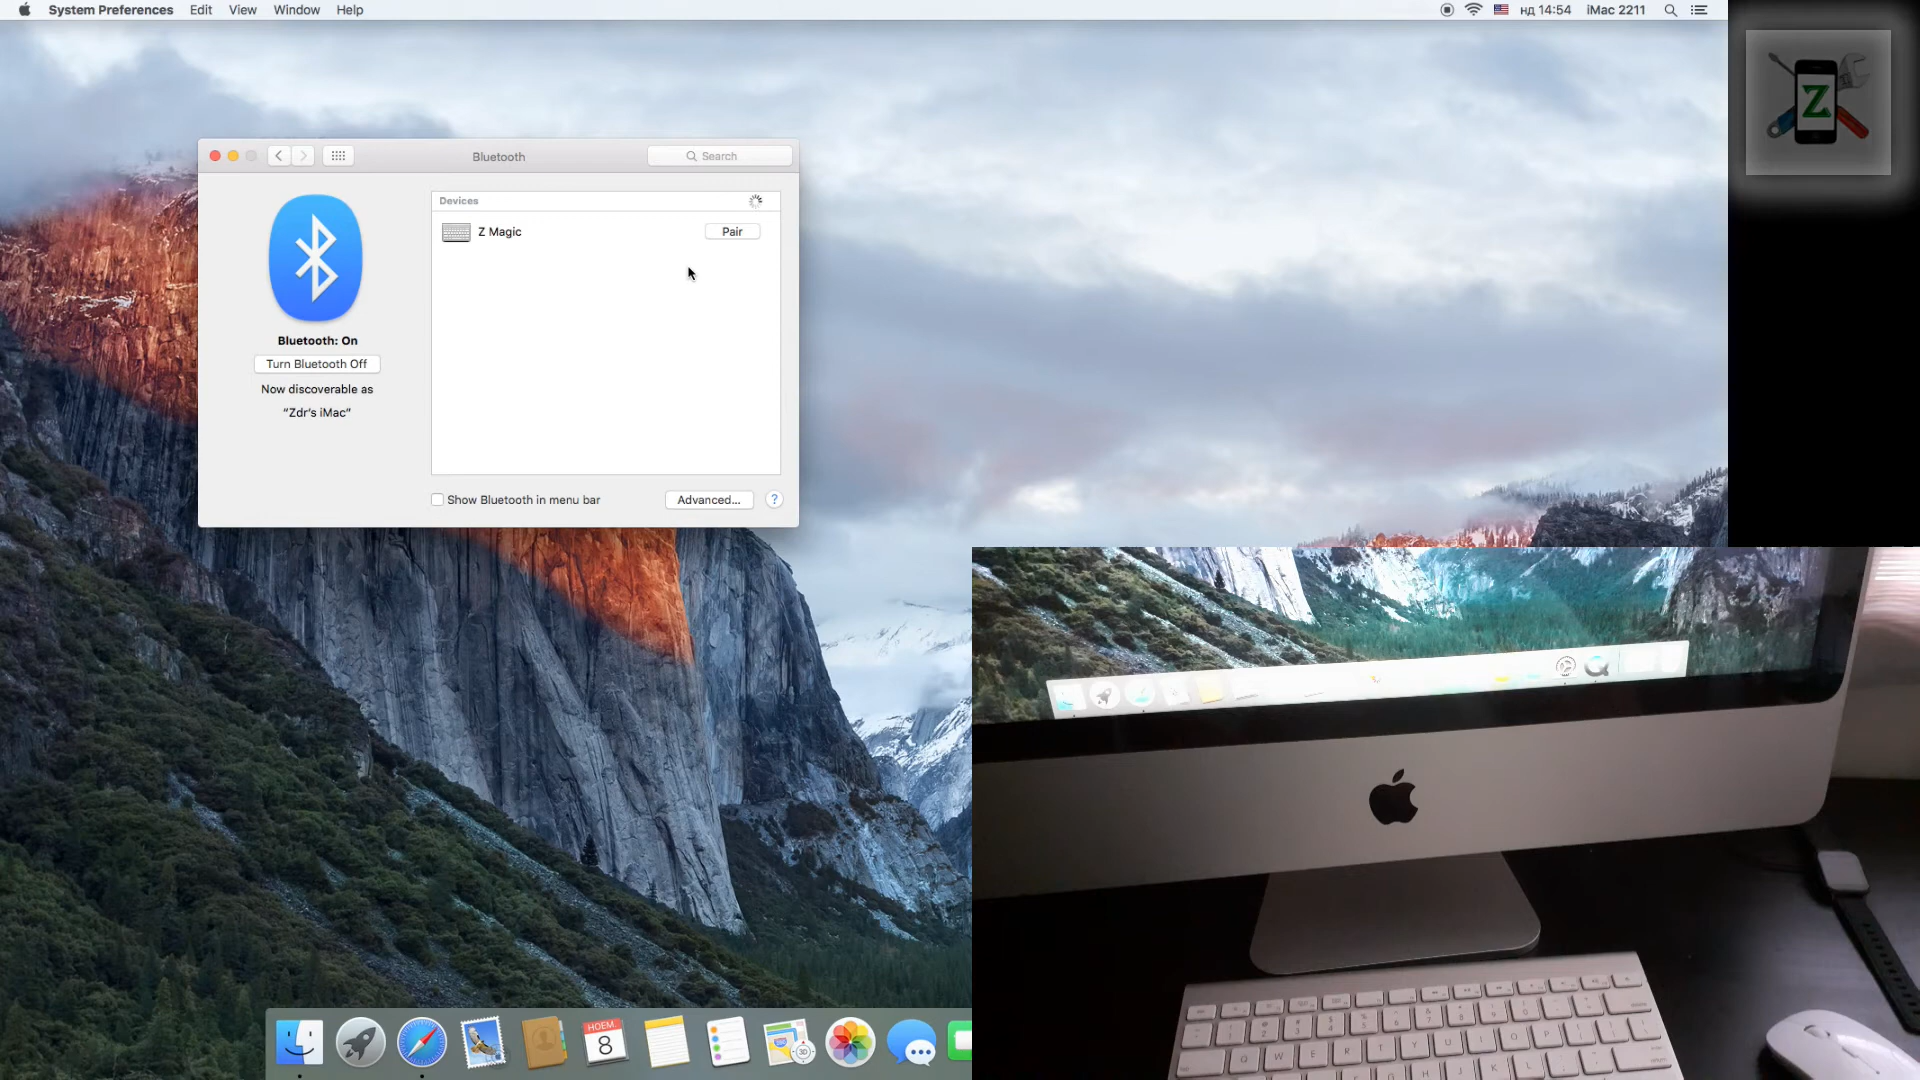 System Preferences Edit View Window Help
нд 14:54 iMac 2211
Z
Bluetooth
Search
Devices
Z Magic
Pair
Bluetooth: On
Turn Bluetooth Off
Now discoverable as
“Zdr’s iMac”
Show Bluetooth in menu bar
Advanced...
?
НОЕМ.
8
3D
Q W E R T Y U I O P